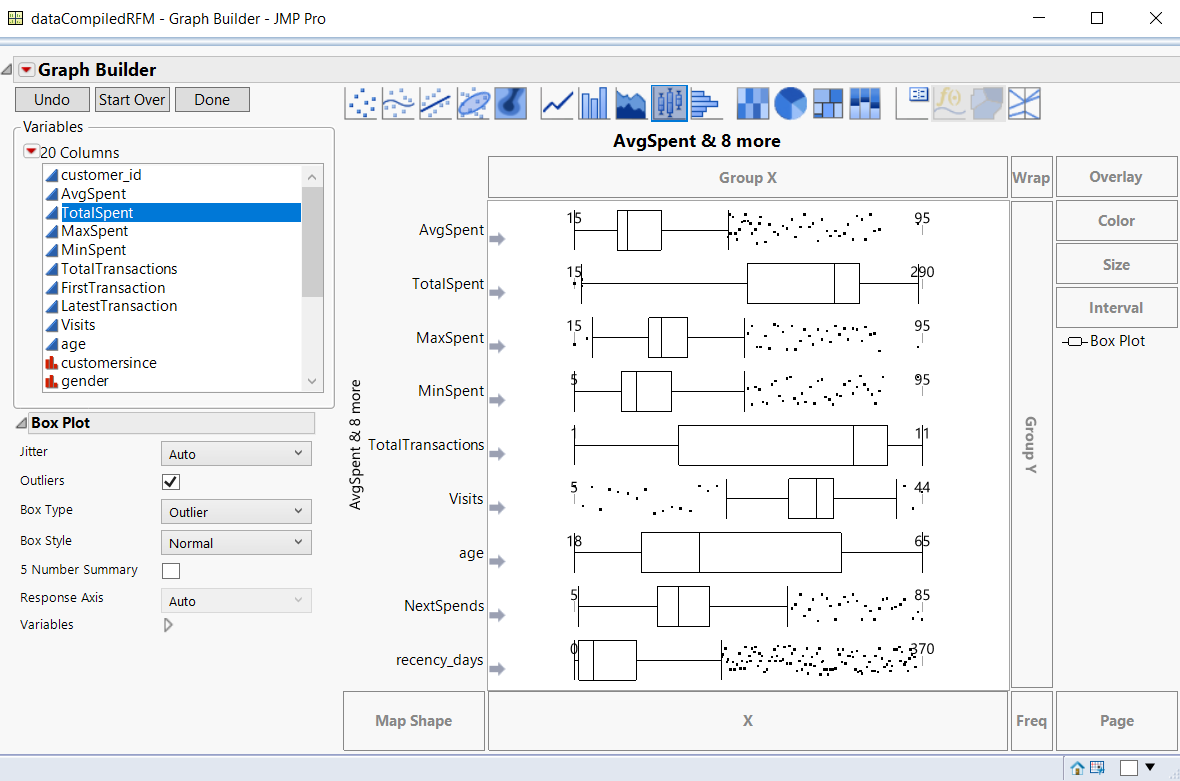 dataCompiledRFM - Graph Builder - JMP Pro
Graph Builder
Undo Start Over Done
Variables
20 Columns
customer_id
AvgSpent
TotalSpent
MaxSpent
MinSpent
TotalTransactions
FirstTransaction
LatestTransaction
Visits
age
customersince
gender
Box Plot
Jitter Auto
Outliers
Box Type Outlier
Box Style Normal
5 Number Summary
Response Axis Auto
Variables
AvgSpent & 8 more
Group X
Wrap
Overlay
Color
Size
Interval
Box Plot
AvgSpent & 8 more
AvgSpent 15 95
TotalSpent 15 290
MaxSpent 15 95
MinSpent 5 95
TotalTransactions 1 11
Visits 5 44
age 18 65
NextSpends 5 85
recency_days 0 370
Group Y
Map Shape
X
Freq
Page